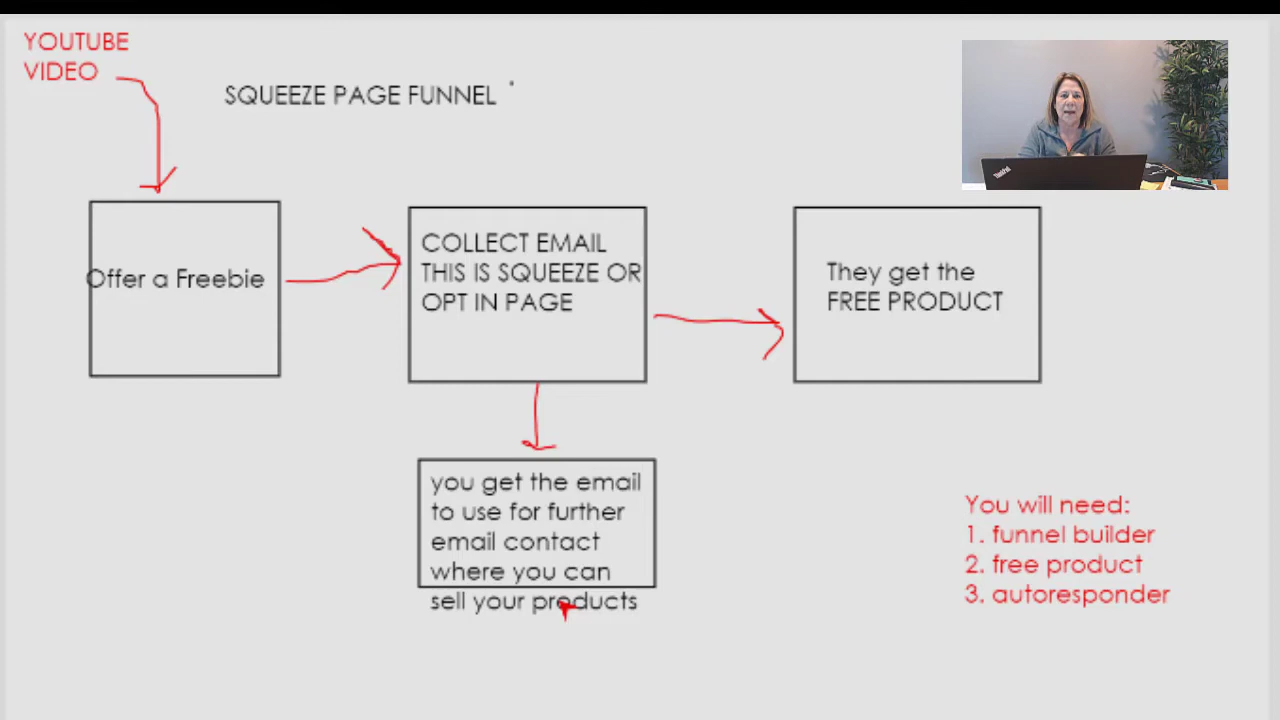 YOUTUBE
VIDEO
SQUEEZE PAGE FUNNEL
Offer a Freebie
COLLECT EMAIL
THIS IS SQUEEZE OR
OPT IN PAGE
They get the
FREE PRODUCT
you get the email
to use for further
email contact
where you can
sell your products
You will need:
1. funnel builder
2. free product
3. autoresponder
ThinkPad